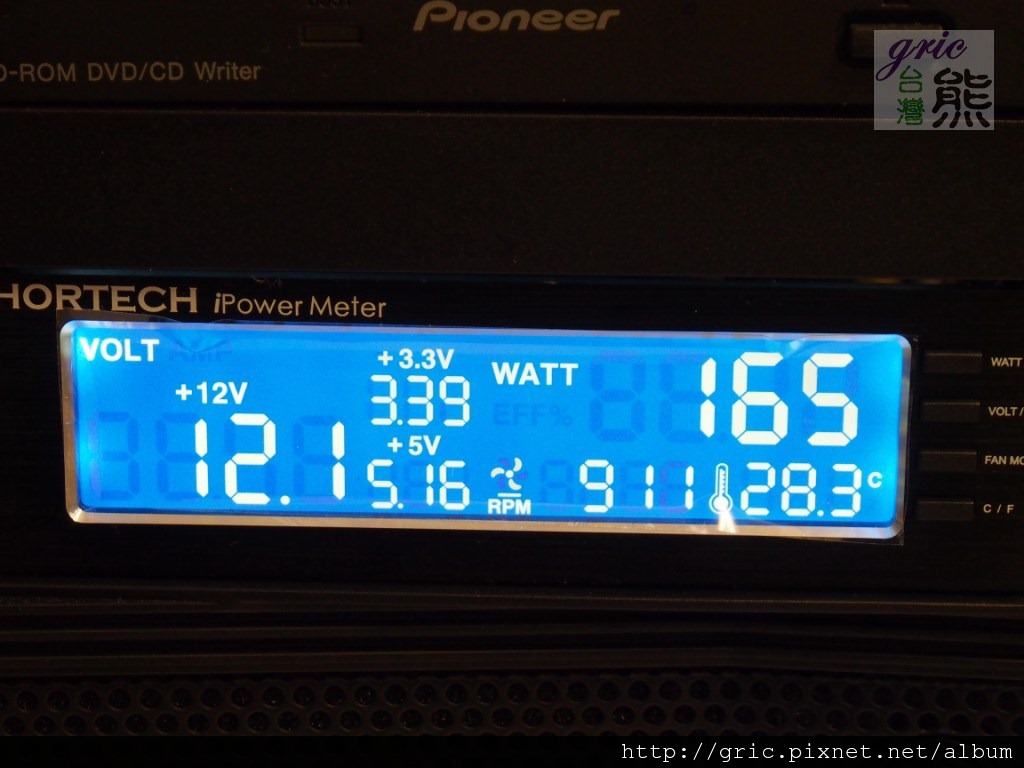 Pioneer
D-ROM DVD/CD Writer
gric
台灣熊
HORTECH iPower Meter
VOLT
+12V
12.1
+3.3V
3.39
+5V
5.16
WATT
165
EFF%
RPM
911
28.3 c
WATT
VOLT /
FAN MO
C / F
http://gric.pixnet.net/album